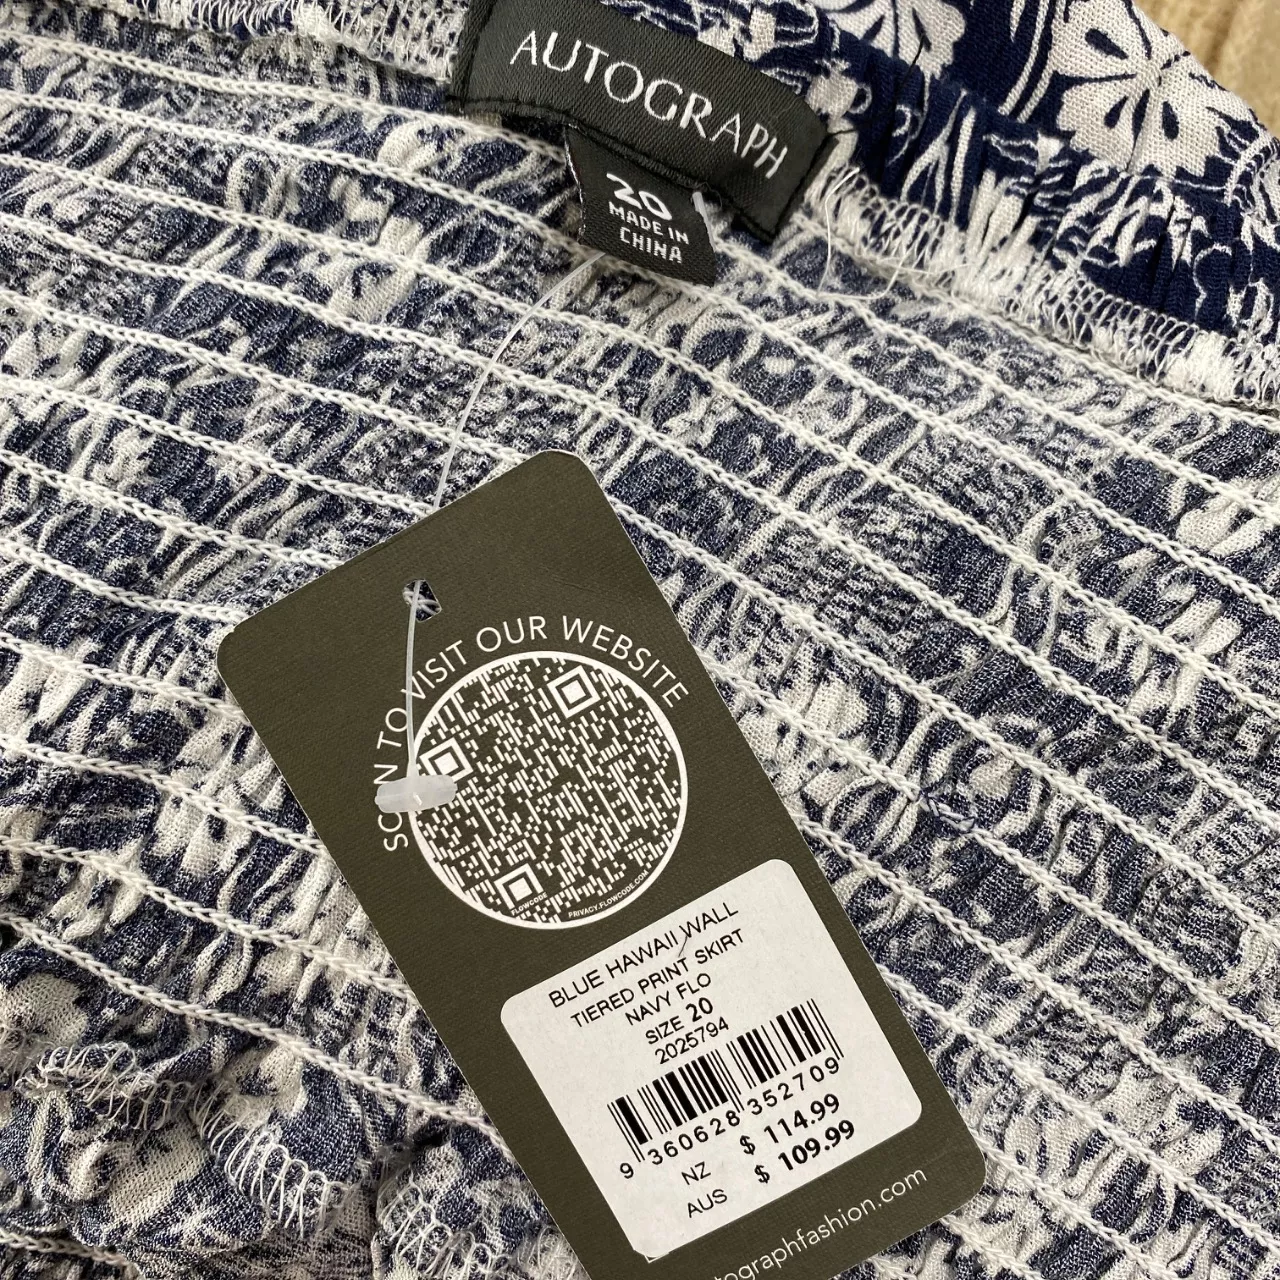 AUTOGRAPH
20
MADE IN
CHINA
SCAN TO VISIT OUR WEBSITE
FLOWCODE
PRIVACY.FLOWCODE.COM
BLUE HAWAII WALL
TIERED PRINT SKIRT
NAVY FLO
SIZE 20
2025794
9 360628 352709
NZ $ 114.99
AUS $ 109.99
tographfashion.com